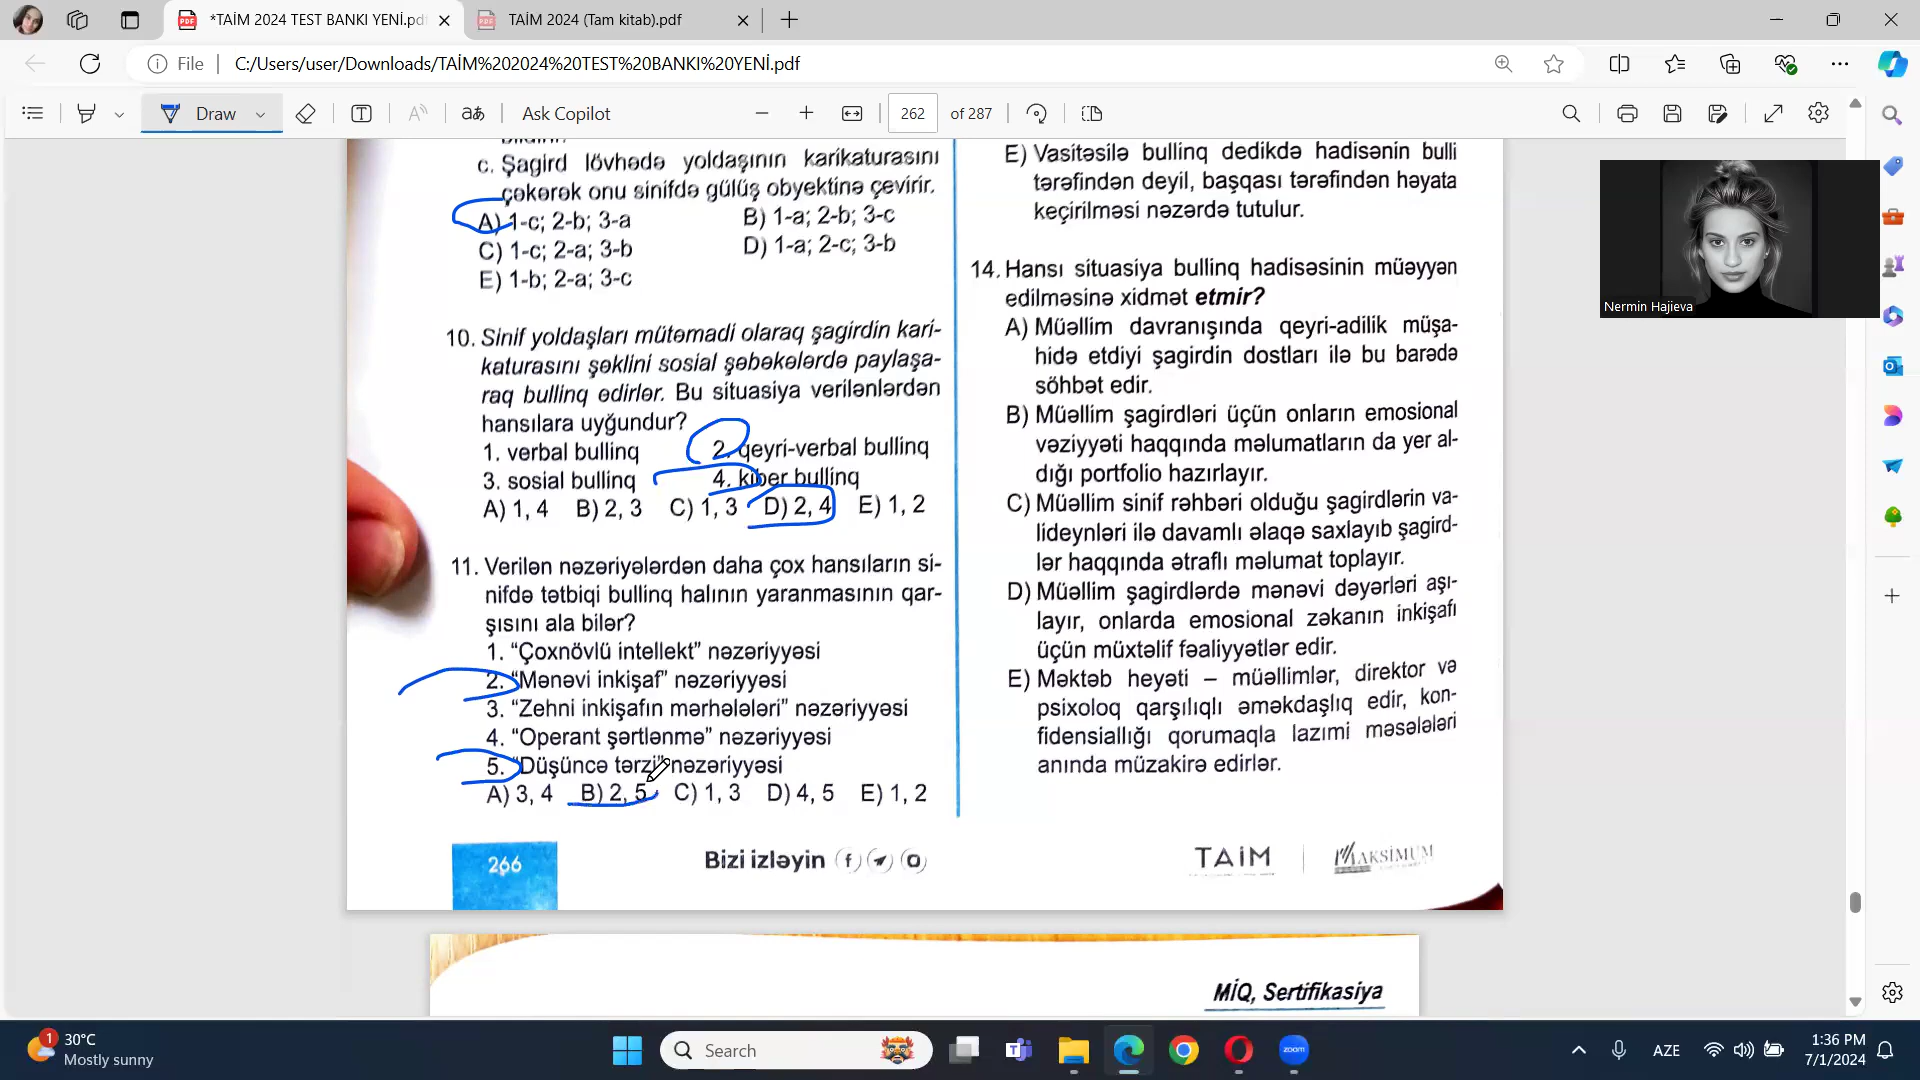 *TAİM 2024 TEST BANKI YENİ.pdf
TAİM 2024 (Tam kitab).pdf
File
C:/Users/user/Downloads/TAİM%202024%20TEST%20BANKI%20YENİ.pdf
Draw
aあ
Ask Copilot
262 of 287
c. Şagird lövhədə yoldaşının karikaturasını
çəkərək onu sinifdə gülüş obyektinə çevirir.
A) 1-c; 2-b; 3-a
B) 1-a; 2-b; 3-c
C) 1-c; 2-a; 3-b
D) 1-a; 2-c; 3-b
E) 1-b; 2-a; 3-c
10. Sinif yoldaşları mütəmadi olaraq şagirdin kari-
katurasını şəklini sosial şəbəkələrdə paylaşa-
raq bullinq edirlər. Bu situasiya verilənlərdən
hansılara uyğundur?
1. verbal bullinq
2. qeyri-verbal bullinq
3. sosial bullinq
4. kiber bullinq
A) 1, 4 B) 2, 3 C) 1, 3 D) 2, 4 E) 1, 2
11. Verilən nəzəriyələrdən daha çox hansıların si-
nifdə tətbiqi bullinq halının yaranmasının qar-
şısını ala bilər?
1. “Çoxnövlü intellekt” nəzəriyyəsi
2. “Mənəvi inkişaf” nəzəriyyəsi
3. “Zehni inkişafın mərhələləri” nəzəriyyəsi
4. “Operant şərtlənmə” nəzəriyyəsi
5. “Düşüncə tərzi” nəzəriyyəsi
A) 3, 4 B) 2, 5 C) 1, 3 D) 4, 5 E) 1, 2
E) Vasitəsilə bullinq dedikdə hadisənin bulli
tərəfindən deyil, başqası tərəfindən həyata
keçirilməsi nəzərdə tutulur.
14. Hansı situasiya bullinq hadisəsinin müəyyən
edilməsinə xidmət etmir?
A) Müəllim davranışında qeyri-adilik müşa-
hidə etdiyi şagirdin dostları ilə bu barədə
söhbət edir.
B) Müəllim şagirdləri üçün onların emosional
vəziyyəti haqqında məlumatların da yer al-
dığı portfolio hazırlayır.
C) Müəllim sinif rəhbəri olduğu şagirdlərin va-
lideynləri ilə davamlı əlaqə saxlayıb şagird-
lər haqqında ətraflı məlumat toplayır.
D) Müəllim şagirdlərdə mənəvi dəyərləri aşı-
layır, onlarda emosional zəkanın inkişafı
üçün müxtəlif fəaliyyətlər edir.
E) Məktəb heyəti – müəllimlər, direktor və
psixoloq qarşılıqlı əməkdaşlıq edir, kon-
fidensiallığı qorumaqla lazımi məsələləri
anında müzakirə edirlər.
266
Bizi izləyin
TAİM
MAKSİMUM
MİQ, Sertifikasiya
Nermin Hajieva
1
30°C
Mostly sunny
Search
zoom
AZE
1:36 PM
7/1/2024